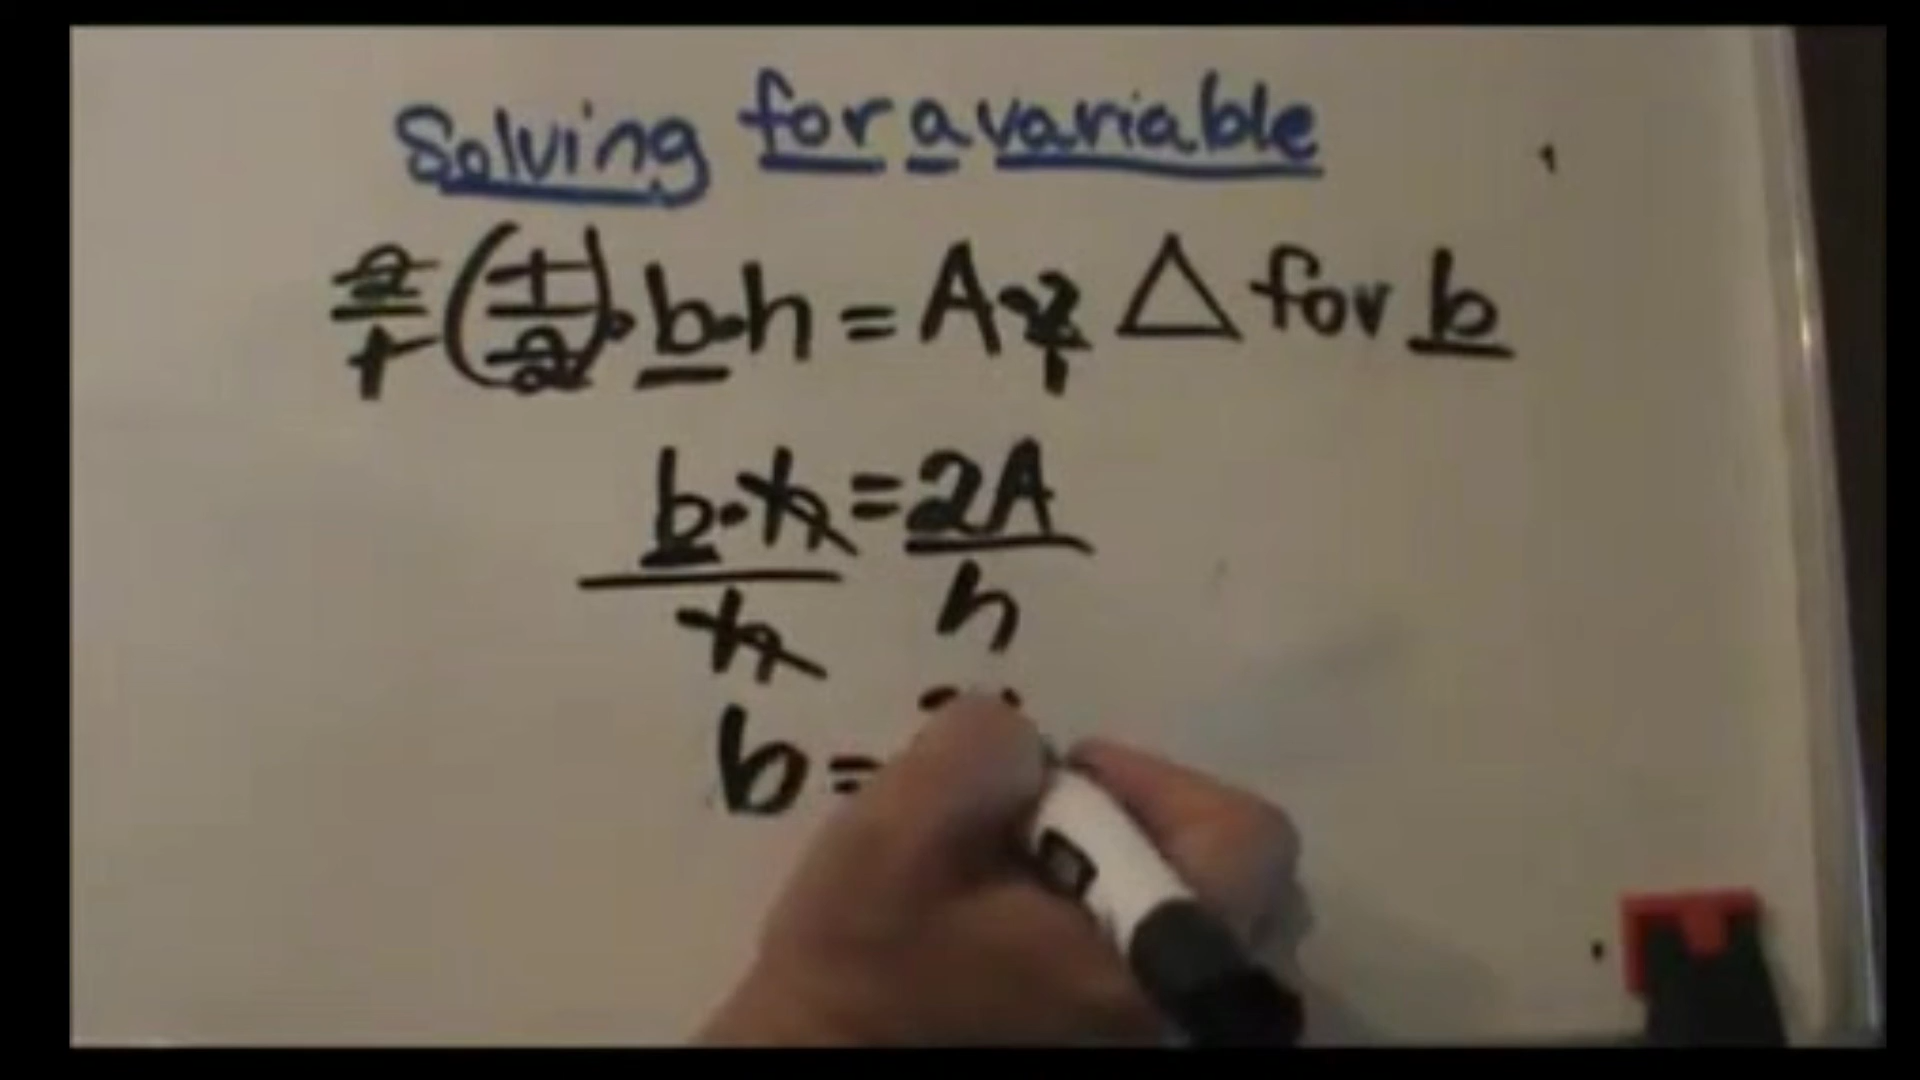 Solving for a variable
2/1 (1/2) · b · h = A · 2/1 △ for b
b · h = 2A
h h
b =